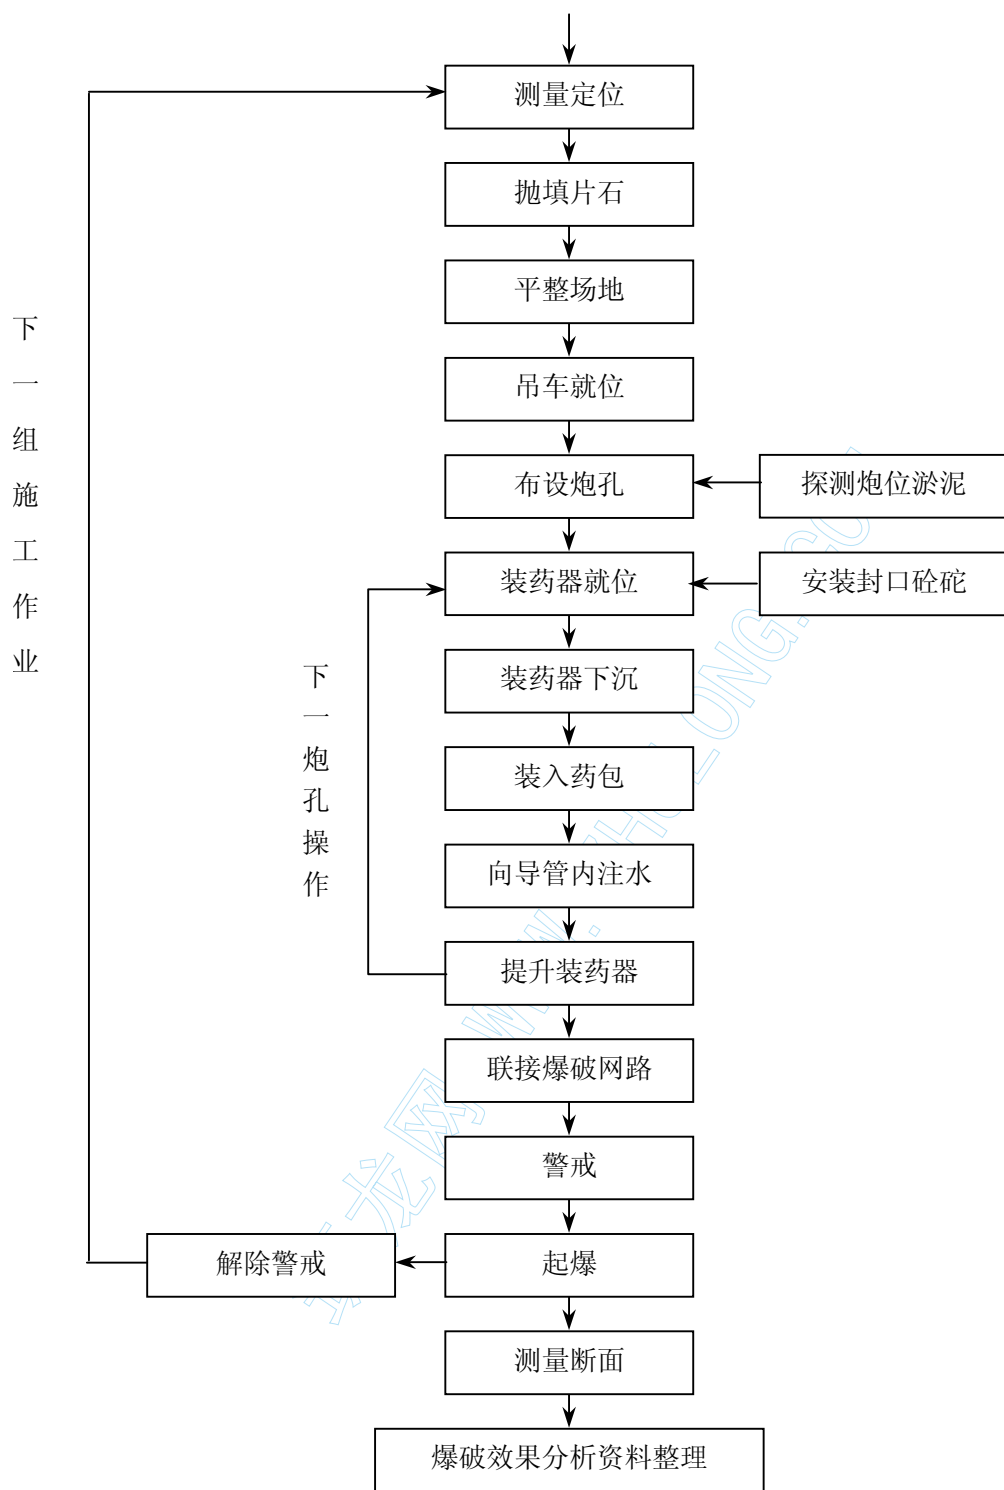 测量定位
抛填片石
平整场地
吊车就位
布设炮孔
探测炮位淤泥
装药器就位
安装封口砼砣
装药器下沉
装入药包
向导管内注水
提升装药器
联接爆破网路
警戒
解除警戒
起爆
测量断面
爆破效果分析资料整理
下一组施工作业
下一炮孔操作